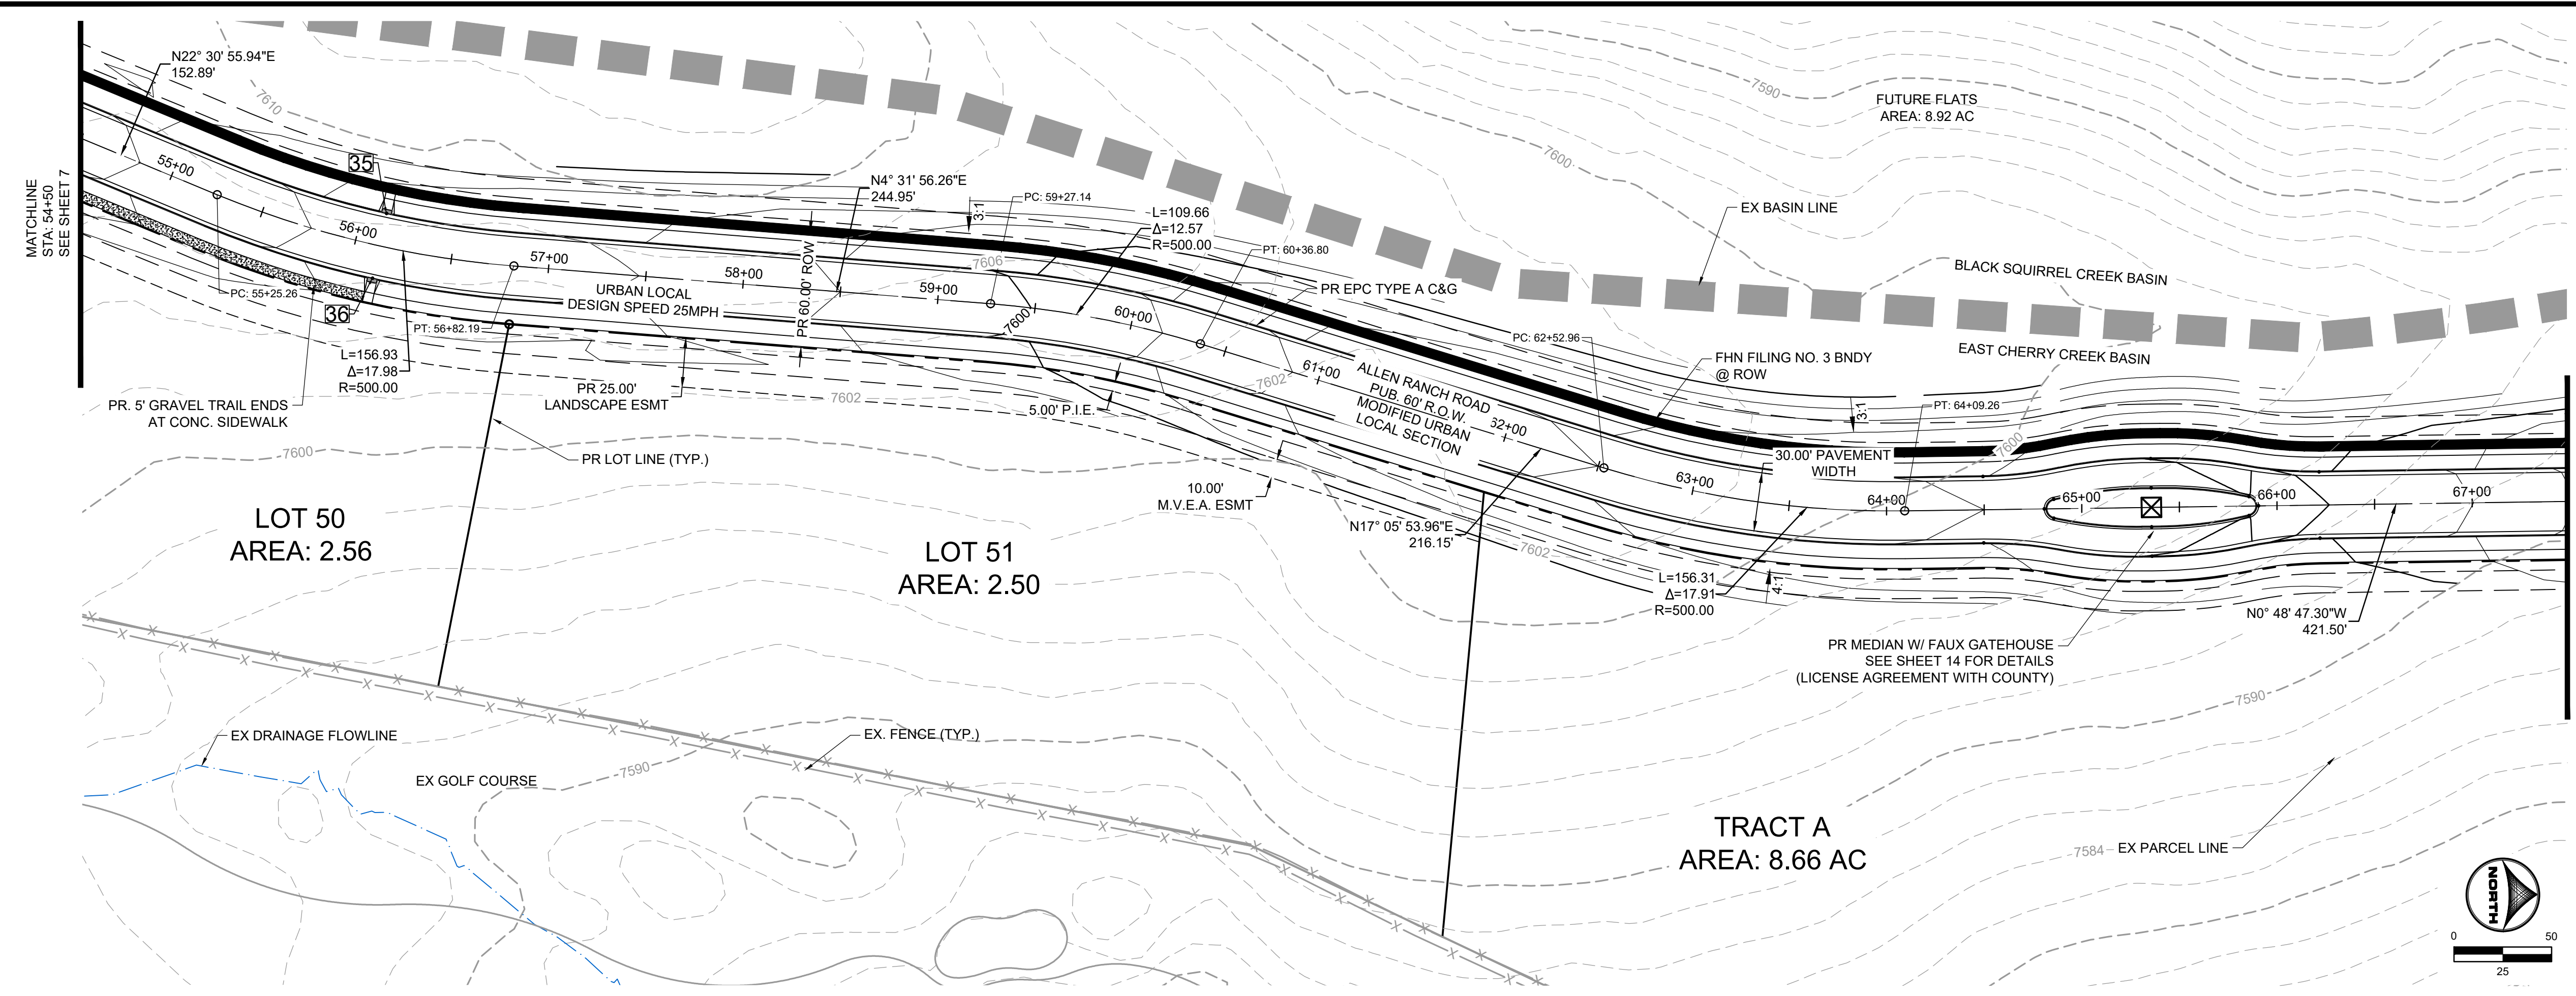 MATCHLINE
STA: 54+50
SEE SHEET 7
N22° 30' 55.94"E
152.89'
7610
55+00
35
56+00
PC: 55+25.26
36
L=156.93
Δ=17.98
R=500.00
PR. 5' GRAVEL TRAIL ENDS
AT CONC. SIDEWALK
PT: 56+82.19
57+00
URBAN LOCAL
DESIGN SPEED 25MPH
58+00
PR 60.00' ROW
N4° 31' 56.26"E
244.95'
3:1
PC: 59+27.14
7606
59+00
7600
L=109.66
Δ=12.57
R=500.00
PT: 60+36.80
60+00
PR EPC TYPE A C&G
PR 25.00'
LANDSCAPE ESMT
7602
5.00' P.I.E.
7602
61+00
ALLEN RANCH ROAD
PUB. 60' R.O.W.
MODIFIED URBAN
LOCAL SECTION
62+00
PC: 62+52.96
FHN FILING NO. 3 BNDY
@ ROW
7600
PR LOT LINE (TYP.)
10.00'
M.V.E.A. ESMT
N17° 05' 53.96"E
216.15'
7602
63+00
30.00' PAVEMENT
WIDTH
3:1
PT: 64+09.26
7600
64+00
65+00
66+00
67+00
L=156.31
Δ=17.91
R=500.00
4:1
N0° 48' 47.30"W
421.50'
PR MEDIAN W/ FAUX GATEHOUSE
SEE SHEET 14 FOR DETAILS
(LICENSE AGREEMENT WITH COUNTY)
7590
7600
FUTURE FLATS
AREA: 8.92 AC
EX BASIN LINE
BLACK SQUIRREL CREEK BASIN
EAST CHERRY CREEK BASIN
LOT 50
AREA: 2.56
LOT 51
AREA: 2.50
TRACT A
AREA: 8.66 AC
EX DRAINAGE FLOWLINE
EX GOLF COURSE
7590
EX. FENCE (TYP.)
7590
7584
EX PARCEL LINE
NORTH
0
50
25